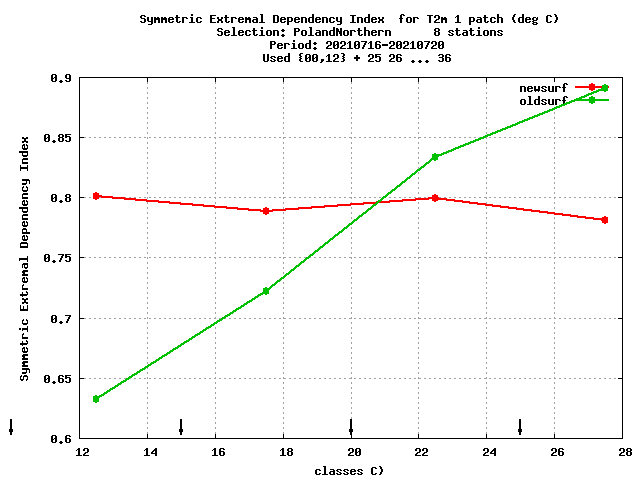 Symmetric Extremal Dependency Index  for T2m 1 patch (deg C)
Selection: PolandNorthern      8 stations
Period: 20210716-20210720
Used {00,12} + 25 26 ... 36
newsurf
oldsurf
Symmetric Extremal Dependency Index
0.9
0.85
0.8
0.75
0.7
0.65
0.6
12 14 16 18 20 22 24 26 28
classes C)